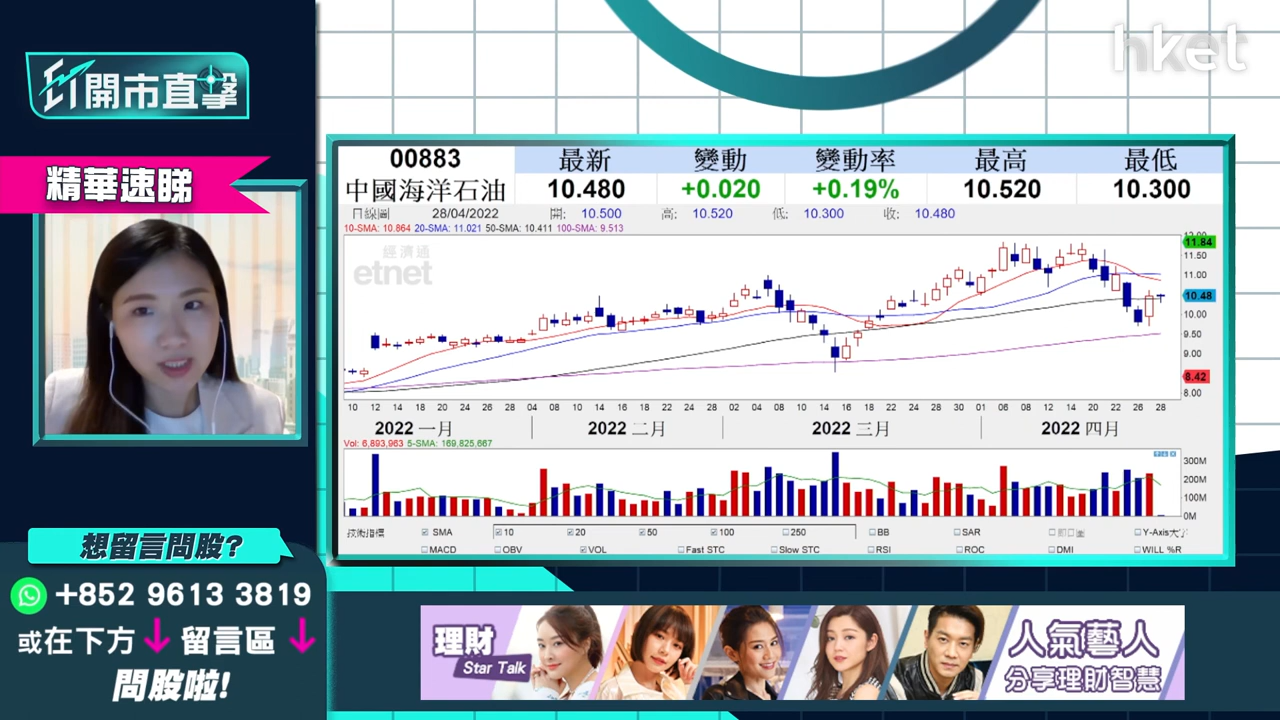 ET開市直擊
精華速睇
想留言問股?
+852 9613 3819
或在下方↓留言區↓
問股啦!
hket
00883
中國海洋石油
最新 變動 變動率 最高 最低
10.480 +0.020 +0.19% 10.520 10.300
日線圖 28/04/2022 開: 10.500 高: 10.520 低: 10.300 收: 10.480
10-SMA: 10.864 20-SMA: 11.021 50-SMA: 10.411 100-SMA: 9.513
經濟通
etnet
12.00
11.84
11.50
11.00
10.48
10.00
9.50
9.00
8.42
8.00
10 12 14 18 20 24 26 28 04 08 10 14 16 18 22 24 28 02 04 08 10 14 16 18 22 24 28 30 01 06 08 12 14 20 22 26 28
2022 一月 2022 二月 2022 三月 2022 四月
Vol: 6,893,963 5-SMA: 169,825,667
300M
200M
100M
0M
技術指標 SMA 10 20 50 100 250 BB SAR Y-Axis
MACD OBV VOL Fast STC Slow STC RSI ROC DMI WILL %R
理財
Star Talk
人氣藝人
分享理財智慧